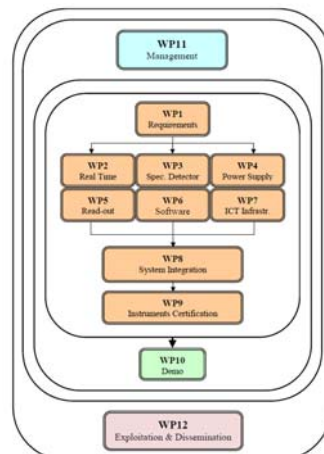 WP11
Management
WP1
Requirements
WP2
Real Time
WP3
Spec. Detector
WP4
Power Supply
WP5
Read-out
WP6
Software
WP7
ICT Infrastr.
WP8
System Integration
WP9
Instruments Certification
WP10
Demo
WP12
Exploitation & Dissemination